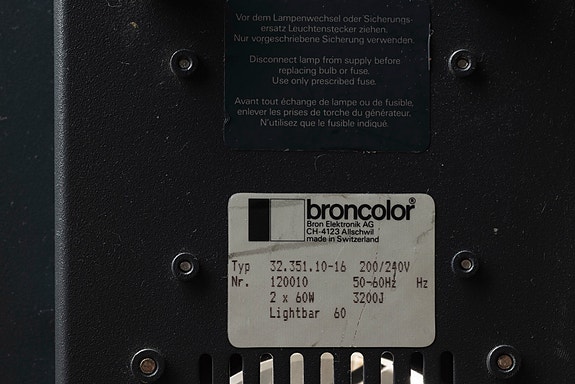 Vor dem Lampenwechsel oder Sicherungs-
ersatz Leuchtenstecker ziehen.
Nur vorgeschriebene Sicherung verwenden.
Disconnect lamp from supply before
replacing bulb or fuse.
Use only prescribed fuse.
Avant tout échange de lampe ou de fusible,
enlever les prises de torche du générateur.
N'utilisez que le fusible indiqué.
broncolor®
Bron Elektronik AG
CH-4123 Allschwil
made in Switzerland
Typ 32.351.10-16 200/240V
Nr. 120010 50-60Hz Hz
2 x 60W 3200J
Lightbar 60